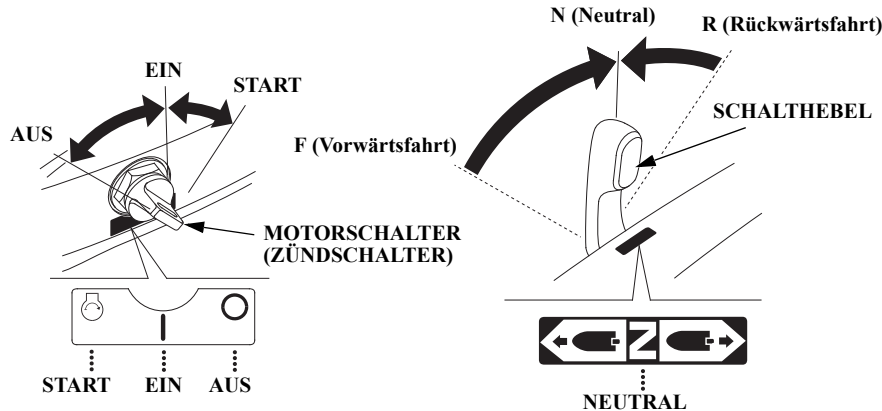 EIN
START
AUS
MOTORSCHALTER
(ZÜNDSCHALTER)
START
EIN
AUS
N (Neutral)
R (Rückwärtsfahrt)
SCHALTHEBEL
F (Vorwärtsfahrt)
N
NEUTRAL